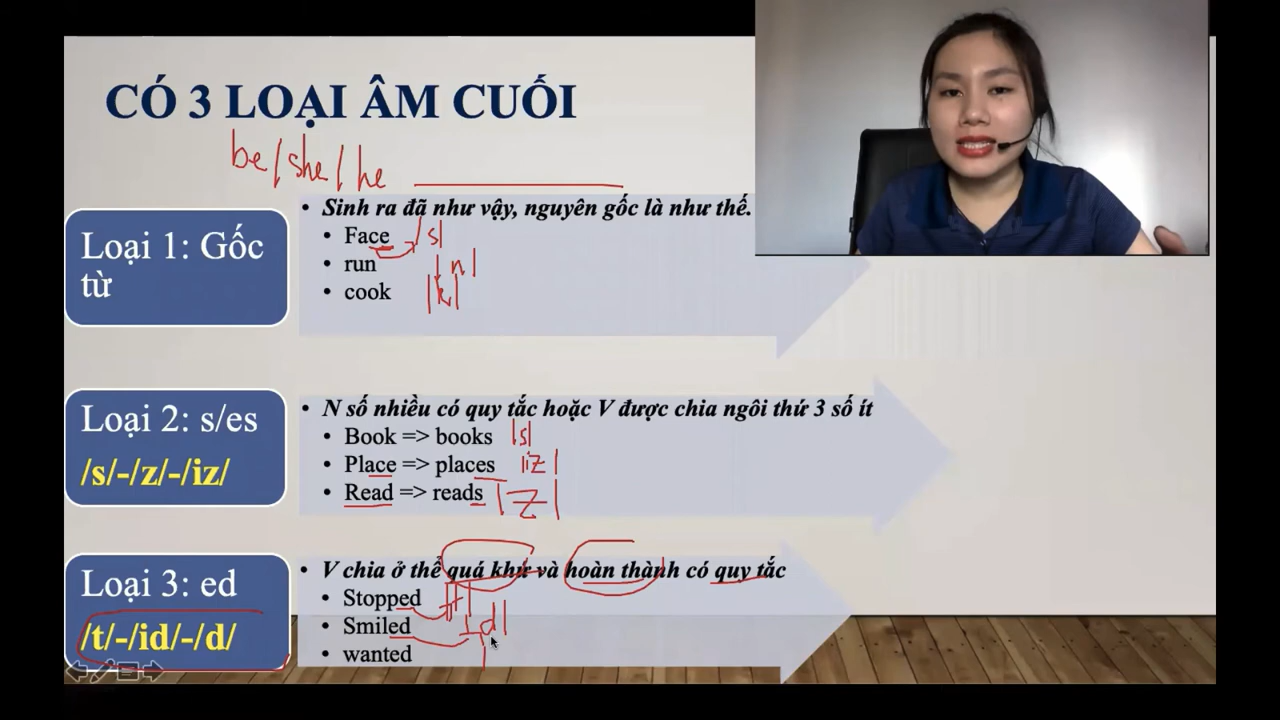 CÓ 3 LOẠI ÂM CUỐI
be/she/he
Loại 1: Gốc từ
• Sinh ra đã như vậy, nguyên gốc là như thế.
• Face /s/
• run /n/
• cook /k/
Loại 2: s/es
/s/-/z/-/iz/
• N số nhiều có quy tắc hoặc V được chia ngôi thứ 3 số ít
• Book => books /s/
• Place => places /iz/
• Read => reads /z/
Loại 3: ed
/t/-/id/-/d/
• V chia ở thể quá khứ và hoàn thành có quy tắc
• Stopped /t/
• Smiled /d/
• wanted